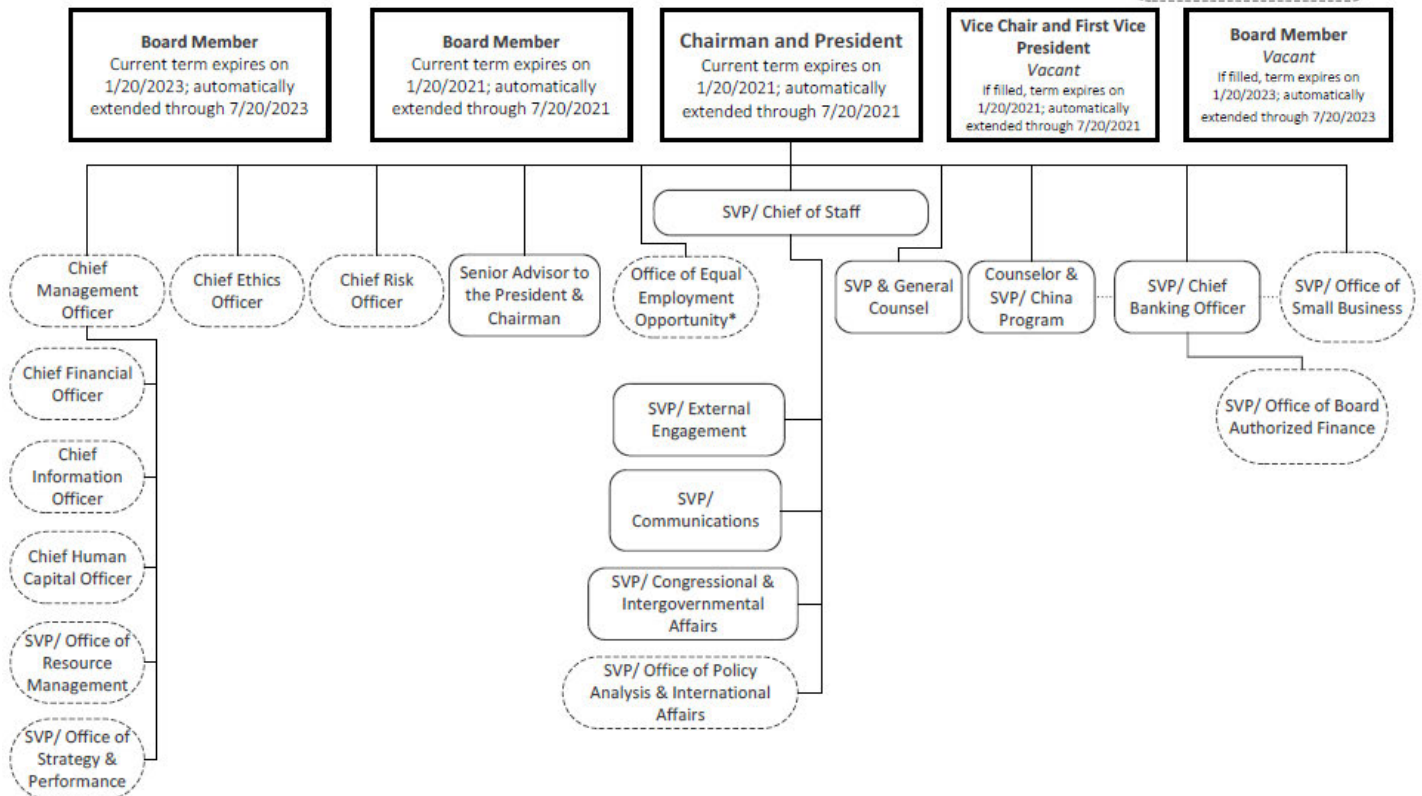 Board Member
Current term expires on
1/20/2023; automatically
extended through 7/20/2023
Board Member
Current term expires on
1/20/2021; automatically
extended through 7/20/2021
Chairman and President
Current term expires on
1/20/2021; automatically
extended through 7/20/2021
Vice Chair and First Vice
President
Vacant
If filled, term expires on
1/20/2021; automatically
extended through 7/20/2021
Board Member
Vacant
If filled, term expires on
1/20/2023; automatically
extended through 7/20/2023
SVP/ Chief of Staff
Chief
Management
Officer
Chief Ethics
Officer
Chief Risk
Officer
Senior Advisor to
the President &
Chairman
Office of Equal
Employment
Opportunity*
SVP & General
Counsel
Counselor &
SVP/ China
Program
SVP/ Chief
Banking Officer
SVP/ Office of
Small Business
Chief Financial
Officer
Chief
Information
Officer
Chief Human
Capital Officer
SVP/ Office of
Resource
Management
SVP/ Office of
Strategy &
Performance
SVP/ External
Engagement
SVP/
Communications
SVP/ Congressional &
Intergovernmental
Affairs
SVP/ Office of Policy
Analysis & International
Affairs
SVP/ Office of Board
Authorized Finance